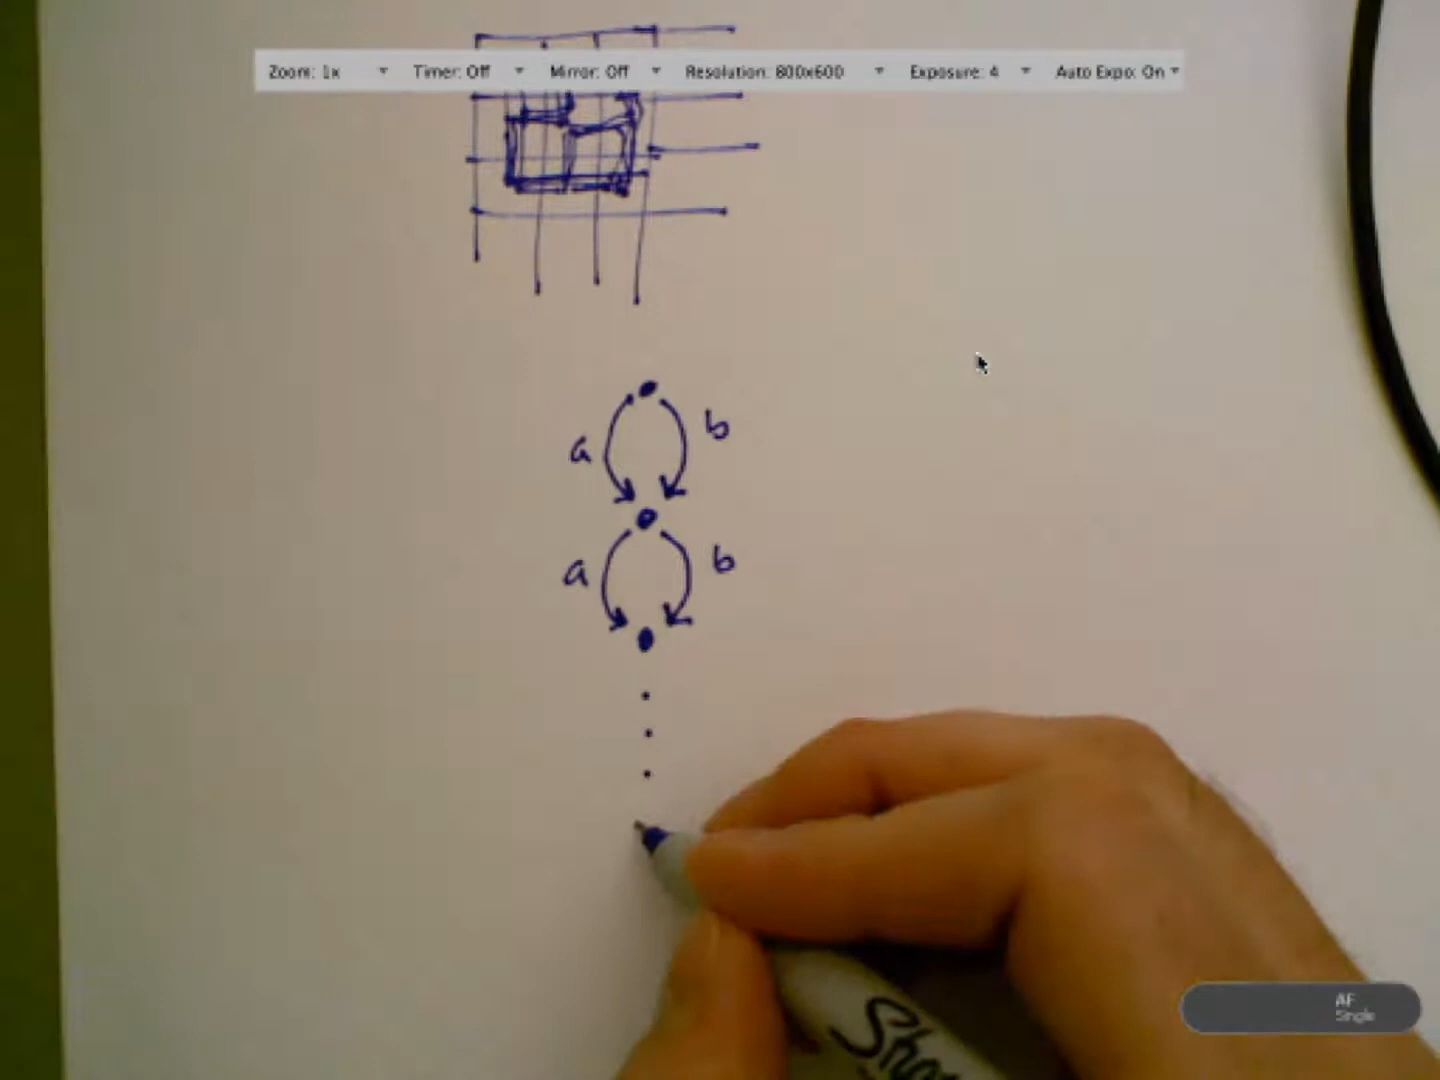 Zoom: 1x Timer: Off Mirror: Off Resolution: 800x600 Exposure: 4 Auto Expo: On
a b
a b
AF
Single